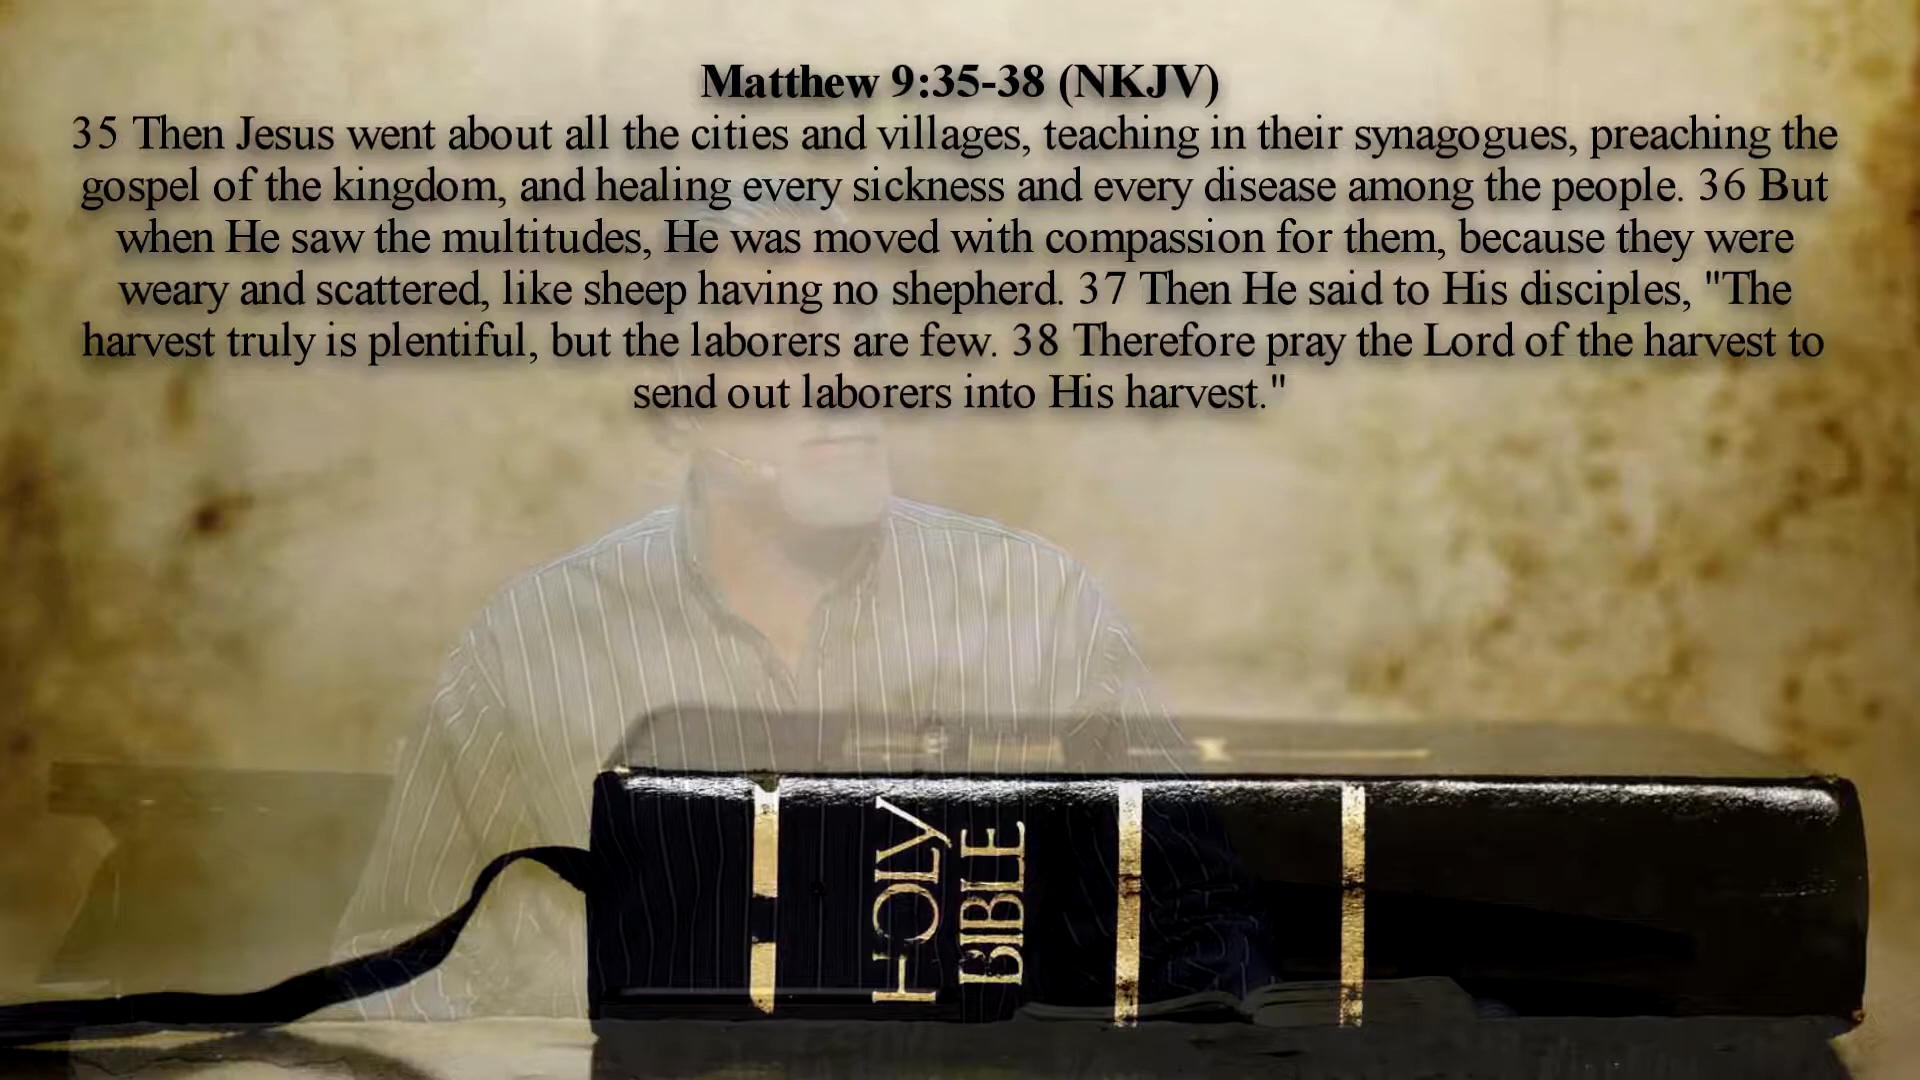 Matthew 9:35-38 (NKJV)
35 Then Jesus went about all the cities and villages, teaching in their synagogues, preaching the
gospel of the kingdom, and healing every sickness and every disease among the people. 36 But
when He saw the multitudes, He was moved with compassion for them, because they were
weary and scattered, like sheep having no shepherd. 37 Then He said to His disciples, "The
harvest truly is plentiful, but the laborers are few. 38 Therefore pray the Lord of the harvest to
send out laborers into His harvest."
HOLY
BIBLE